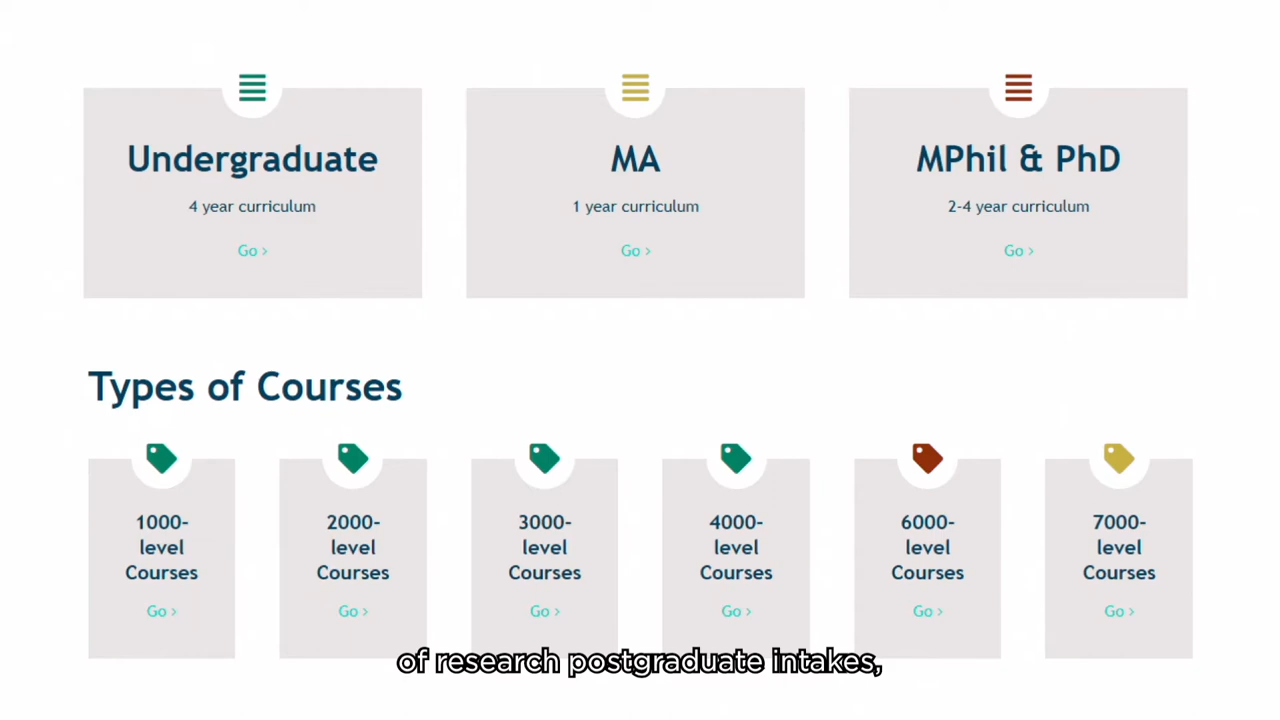 Undergraduate
4 year curriculum
Go ›
MA
1 year curriculum
Go ›
MPhil & PhD
2-4 year curriculum
Go ›
Types of Courses
1000-
level
Courses
Go ›
2000-
level
Courses
Go ›
3000-
level
Courses
Go ›
4000-
level
Courses
Go ›
6000-
level
Courses
Go ›
7000-
level
Courses
Go ›
of research postgraduate intakes,